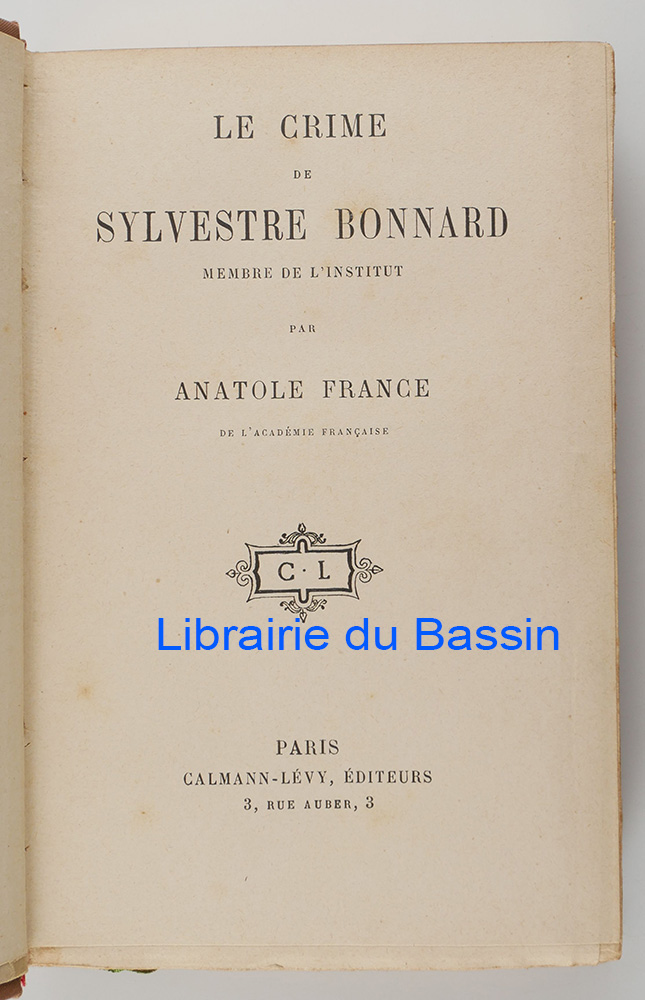 LE CRIME
DE
SYLVESTRE BONNARD
MEMBRE DE L'INSTITUT
PAR
ANATOLE FRANCE
DE L'ACADÉMIE FRANÇAISE
C · L
Librairie du Bassin
PARIS
CALMANN-LÉVY, ÉDITEURS
3, RUE AUBER, 3